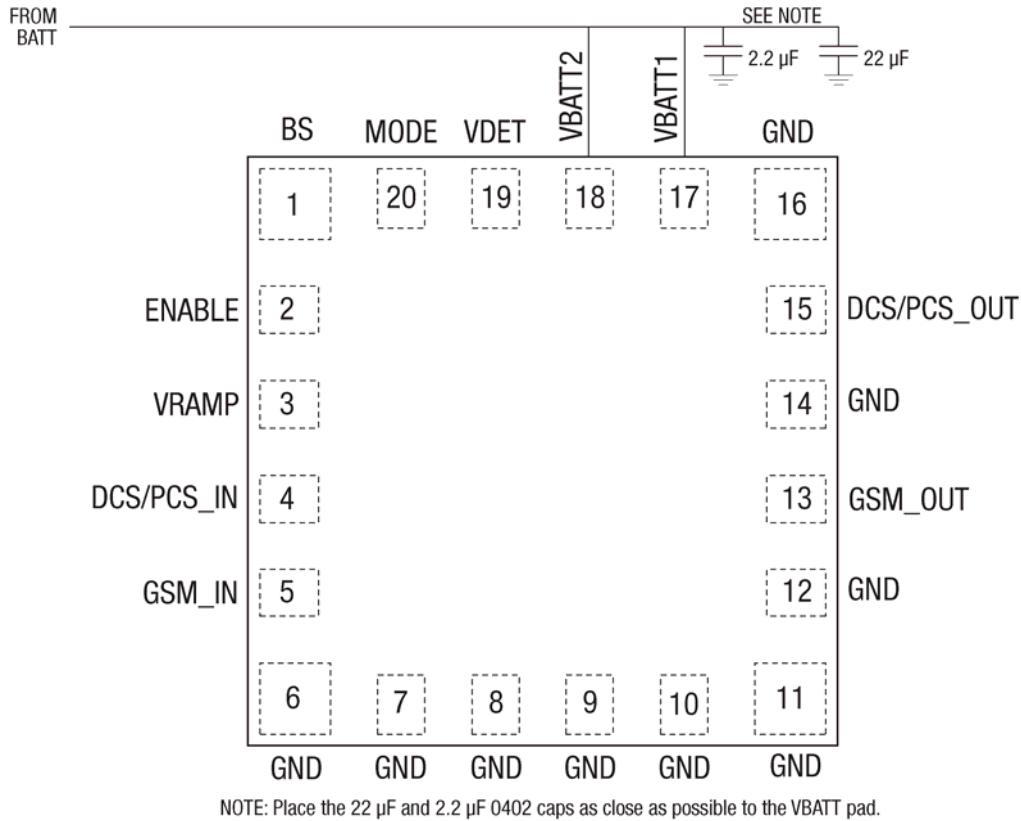 FROM
BATT
SEE NOTE
2.2 µF
22 µF
VBATT2
VBATT1
BS
MODE
VDET
GND
1
20
19
18
17
16
ENABLE
2
15
DCS/PCS_OUT
VRAMP
3
14
GND
DCS/PCS_IN
4
13
GSM_OUT
GSM_IN
5
12
GND
6
7
8
9
10
11
GND
GND
GND
GND
GND
GND
NOTE: Place the 22 µF and 2.2 µF 0402 caps as close as possible to the VBATT pad.